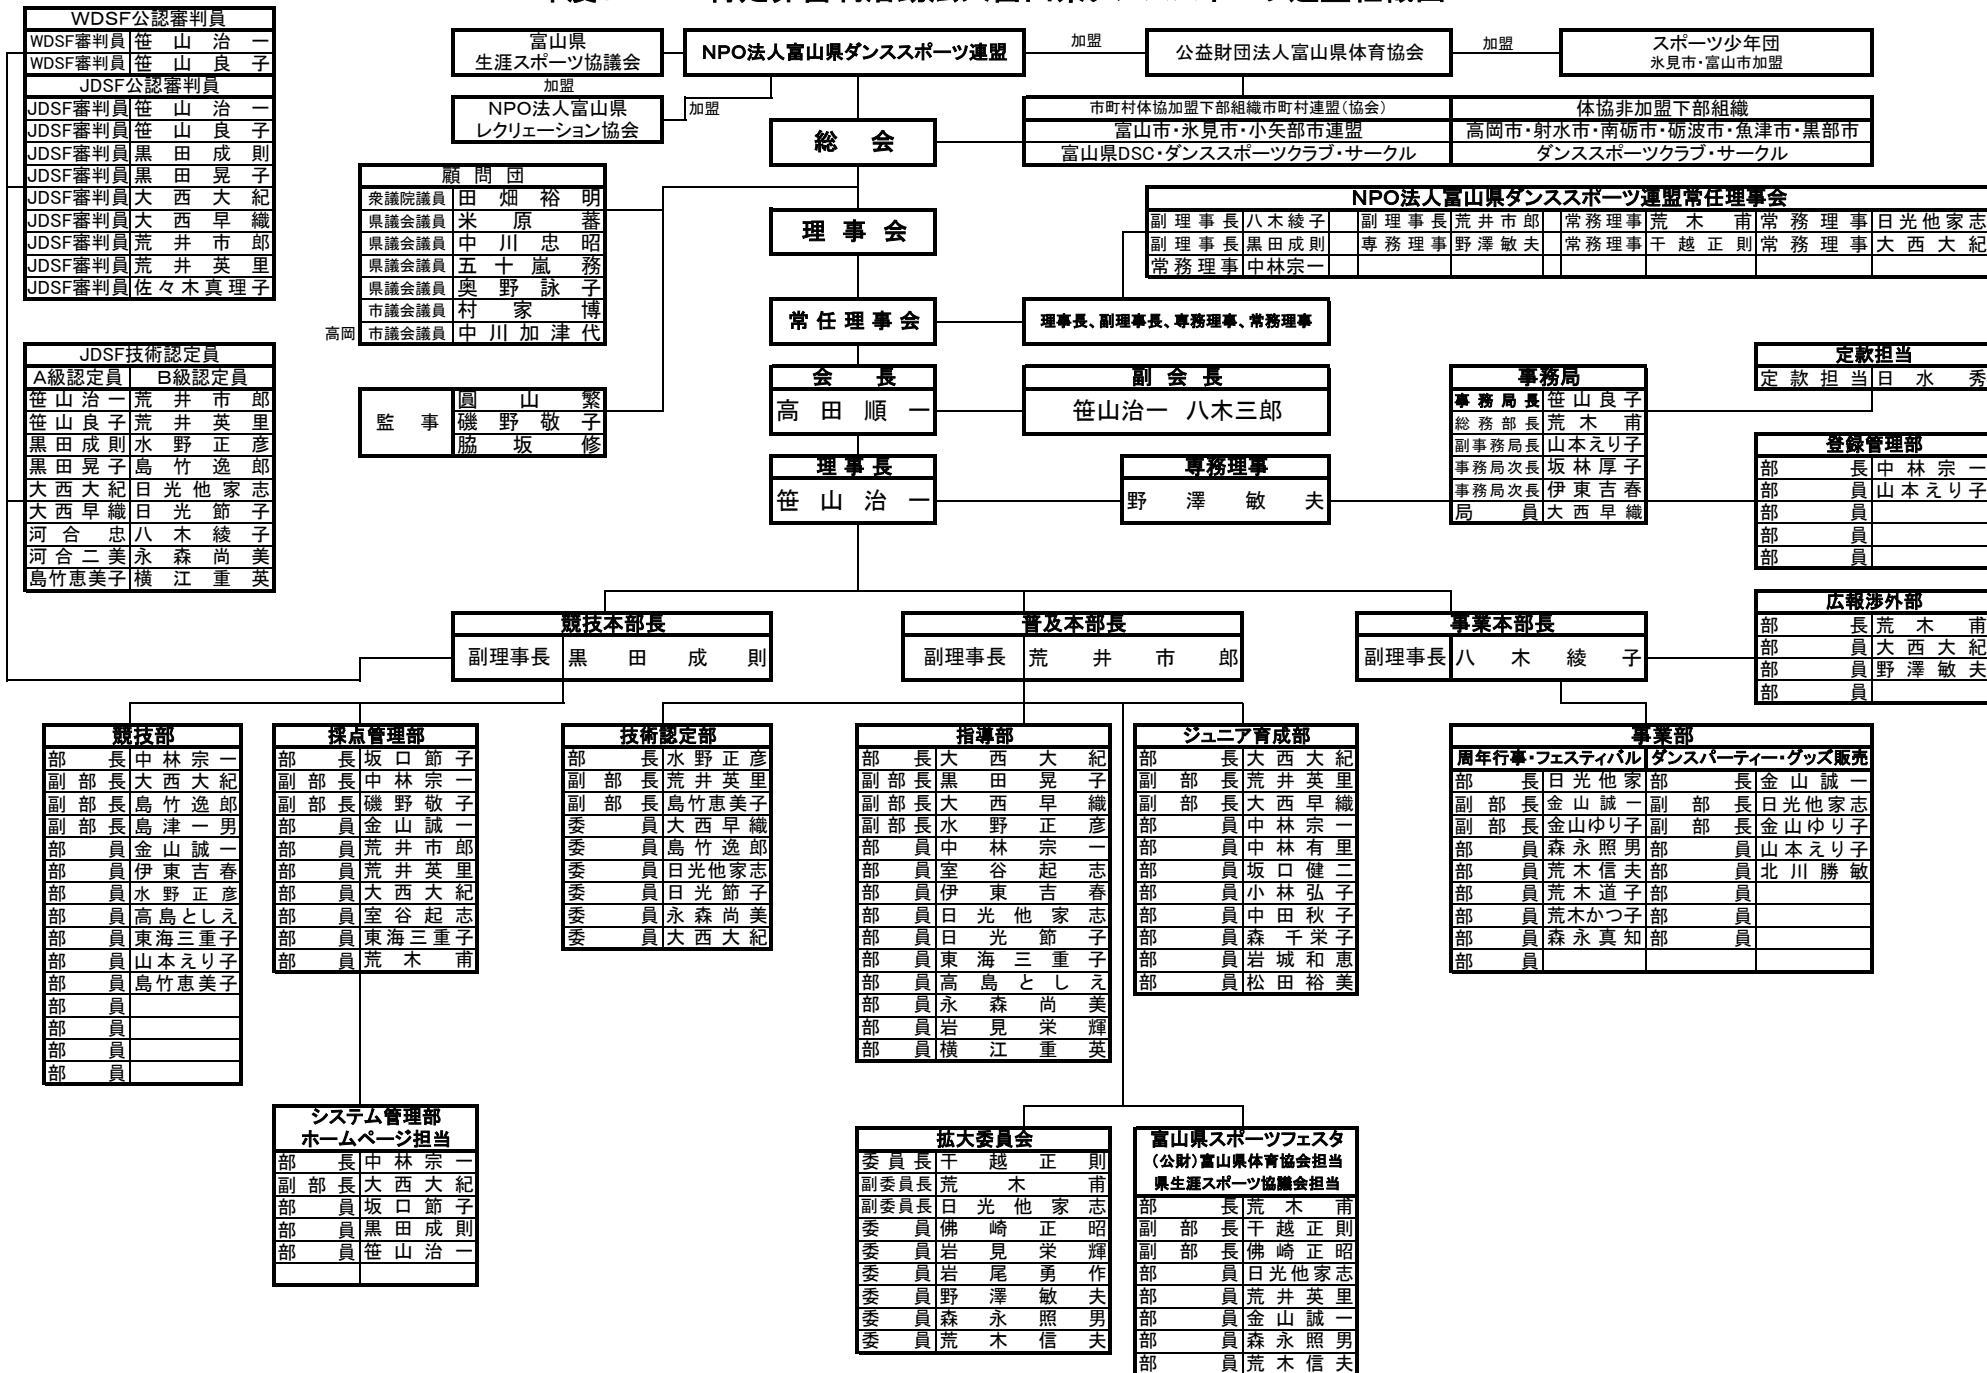 WDSF公認審判員
WDSF審判員 笹山治一
WDSF審判員 笹山良子
JDSF公認審判員
JDSF審判員 笹山治一
JDSF審判員 笹山良子
JDSF審判員 黒田成則
JDSF審判員 黒田晃子
JDSF審判員 大西大紀
JDSF審判員 大西早織
JDSF審判員 荒井市郎
JDSF審判員 荒井英里
JDSF審判員 佐々木真理子
JDSF技術認定員
A級認定員 B級認定員
笹山治一 荒井市郎
笹山良子 荒井英里
黒田成則 水野正彦
黒田晃子 島竹逸郎
大西大紀 日光他家志
大西早織 日光節子
河合忠 八木綾子
河合二美 永森尚美
島竹恵美子 横江重英
富山県
生涯スポーツ協議会
加盟
NPO法人富山県
レクリェーション協会
加盟
NPO法人富山県ダンススポーツ連盟
加盟
公益財団法人富山県体育協会
加盟
スポーツ少年団
氷見市・富山市加盟
市町村体協加盟下部組織市町村連盟(協会) 体協非加盟下部組織
富山市・氷見市・小矢部市連盟 高岡市・射水市・南砺市・砺波市・魚津市・黒部市
富山県DSC・ダンススポーツクラブ・サークル ダンススポーツクラブ・サークル
総会
顧問団
衆議院議員 田畑裕明
県議会議員 米原蕃
県議会議員 中川忠昭
県議会議員 五十嵐務
県議会議員 奥野詠子
市議会議員 村家博
高岡 市議会議員 中川加津代
監事
圓山繁
磯野敬子
脇坂修
理事会
NPO法人富山県ダンススポーツ連盟常任理事会
副理事長 八木綾子 副理事長 荒井市郎 常務理事 荒木甫 常務理事 日光他家志
副理事長 黒田成則 専務理事 野澤敏夫 常務理事 干越正則 常務理事 大西大紀
常務理事 中林宗一
常任理事会
理事長、副理事長、専務理事、常務理事
会長
高田順一
副会長
笹山治一 八木三郎
理事長
笹山治一
専務理事
野澤敏夫
事務局
事務局長 笹山良子
総務部長 荒木甫
副事務局長 山本えり子
事務局次長 坂林厚子
事務局次長 伊東吉春
局員 大西早織
定款担当
定款担当 日水秀
登録管理部
部長 中林宗一
部員 山本えり子
部員
部員
部員
広報渉外部
部長 荒木甫
部員 大西大紀
部員 野澤敏夫
部員
競技本部長
副理事長 黒田成則
普及本部長
副理事長 荒井市郎
事業本部長
副理事長 八木綾子
競技部
部長 中林宗一
副部長 大西大紀
副部長 島竹逸郎
副部長 島津一男
部員 金山誠一
部員 伊東吉春
部員 水野正彦
部員 高島としえ
部員 東海三重子
部員 山本えり子
部員 島竹恵美子
部員
部員
部員
部員
採点管理部
部長 坂口節子
副部長 中林宗一
副部長 磯野敬子
部員 金山誠一
部員 荒井市郎
部員 荒井英里
部員 大西大紀
部員 室谷起志
部員 東海三重子
部員 荒木甫
システム管理部
ホームページ担当
部長 中林宗一
副部長 大西大紀
部員 坂口節子
部員 黒田成則
部員 笹山治一
技術認定部
部長 水野正彦
副部長 荒井英里
副部長 島竹恵美子
委員 大西早織
委員 島竹逸郎
委員 日光他家志
委員 日光節子
委員 永森尚美
委員 大西大紀
指導部
部長 大西大紀
副部長 黒田晃子
副部長 大西早織
副部長 水野正彦
部員 中林宗一
部員 室谷起志
部員 伊東吉春
部員 日光他家志
部員 日光節子
部員 東海三重子
部員 高島としえ
部員 永森尚美
部員 岩見栄輝
部員 横江重英
ジュニア育成部
部長 大西大紀
副部長 荒井英里
副部長 大西早織
部員 中林宗一
部員 中林有里
部員 坂口健二
部員 小林弘子
部員 中田秋子
部員 森千栄子
部員 岩城和恵
部員 松田裕美
事業部
周年行事・フェスティバル ダンスパーティー・グッズ販売
部長 日光他家 部長 金山誠一
副部長 金山誠一 副部長 日光他家志
副部長 金山ゆり子 副部長 金山ゆり子
部員 森永照男 部員 山本えり子
部員 荒木信夫 部員 北川勝敏
部員 荒木道子 部員
部員 荒木かつ子 部員
部員 森永真知 部員
部員
拡大委員会
委員長 干越正則
副委員長 荒木甫
副委員長 日光他家志
委員 佛崎正昭
委員 岩見栄輝
委員 岩尾勇作
委員 野澤敏夫
委員 森永照男
委員 荒木信夫
富山県スポーツフェスタ
(公財)富山県体育協会担当
県生涯スポーツ協議会担当
部長 荒木甫
副部長 干越正則
副部長 佛崎正昭
部員 日光他家志
部員 荒井英里
部員 金山誠一
部員 森永照男
部員 荒木信夫